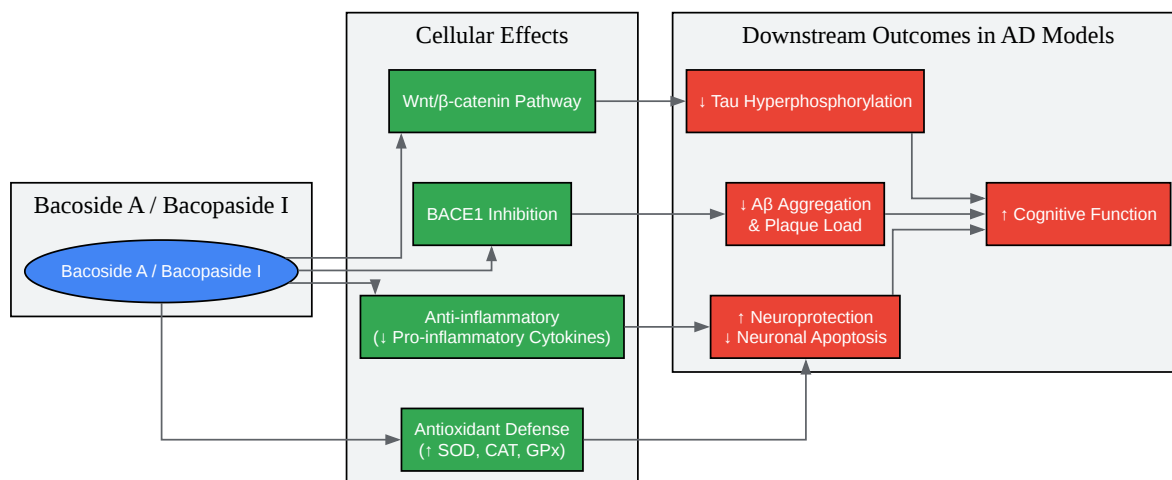 Cellular Effects
Downstream Outcomes in AD Models
Wnt/β-catenin Pathway
↓ Tau Hyperphosphorylation
Bacoside A / Bacopaside I
BACE1 Inhibition
↓ Aβ Aggregation
& Plaque Load
↑ Cognitive Function
Bacoside A / Bacopaside I
Anti-inflammatory
(↓ Pro-inflammatory Cytokines)
↑ Neuroprotection
↓ Neuronal Apoptosis
Antioxidant Defense
(↑ SOD, CAT, GPx)